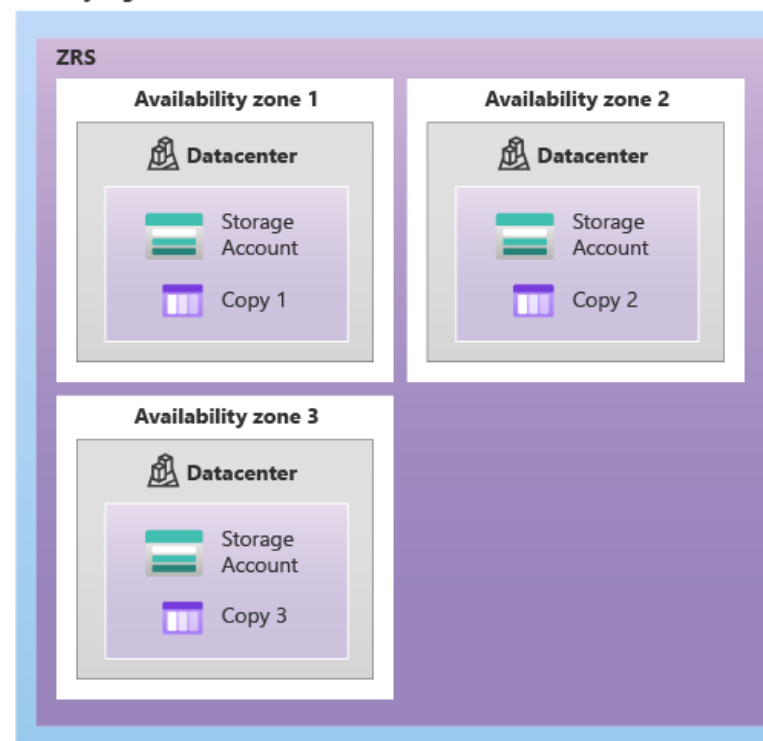 ZRS
Availability zone 1
Datacenter
Storage
Account
Copy 1
Availability zone 2
Datacenter
Storage
Account
Copy 2
Availability zone 3
Datacenter
Storage
Account
Copy 3